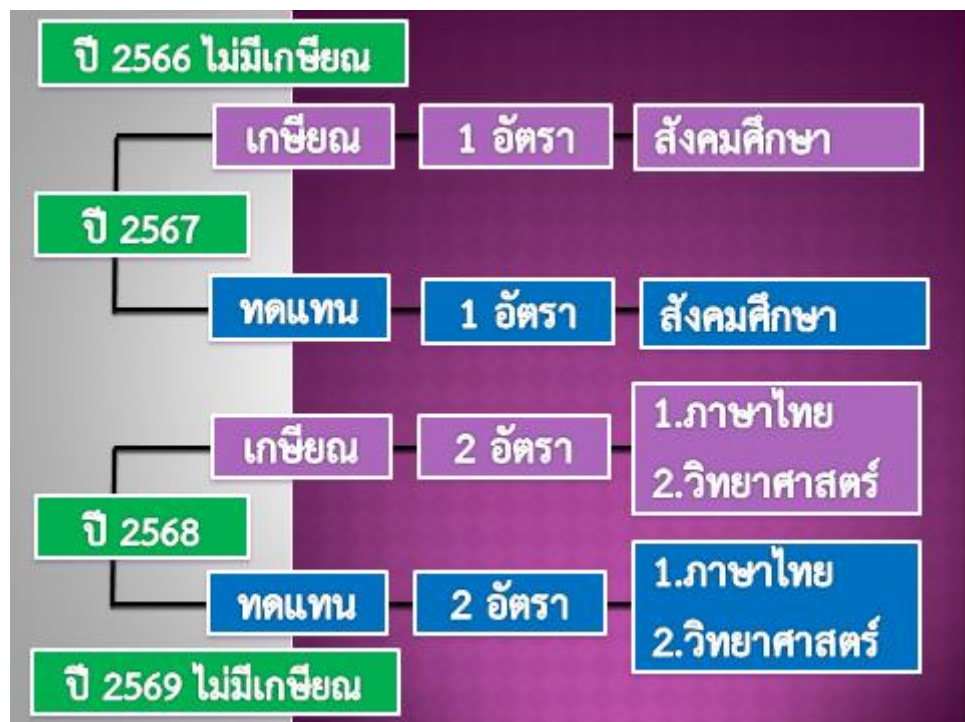 ปี 2566 ไม่มีเกษียณ
เกษียณ
1 อัตรา
สังคมศึกษา
ปี 2567
ทดแทน
1 อัตรา
สังคมศึกษา
เกษียณ
2 อัตรา
1.ภาษาไทย
2.วิทยาศาสตร์
ปี 2568
ทดแทน
2 อัตรา
1.ภาษาไทย
2.วิทยาศาสตร์
ปี 2569 ไม่มีเกษียณ